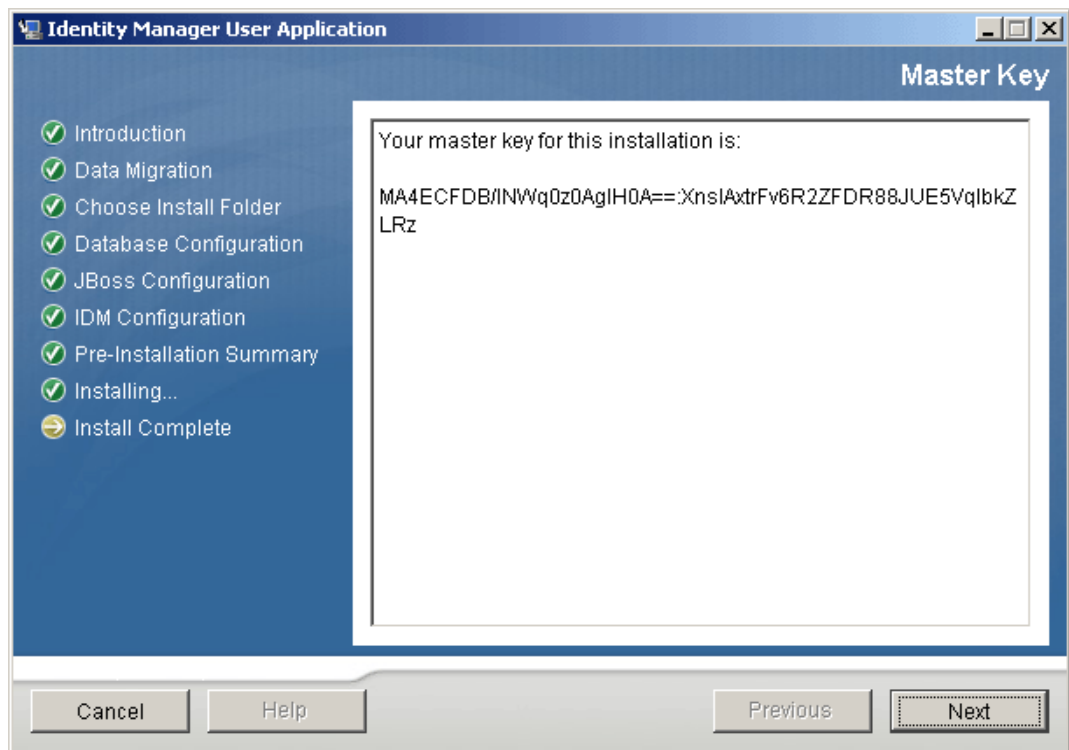 Identity Manager User Application
Master Key
Introduction
Data Migration
Choose Install Folder
Database Configuration
JBoss Configuration
IDM Configuration
Pre-Installation Summary
Installing...
Install Complete
Your master key for this installation is:
MA4ECFDB/INWq0z0AgIH0A==:XnsIAxtrFv6R2ZFDR88JUE5VqIbkZ
LRz
Cancel
Help
Previous
Next